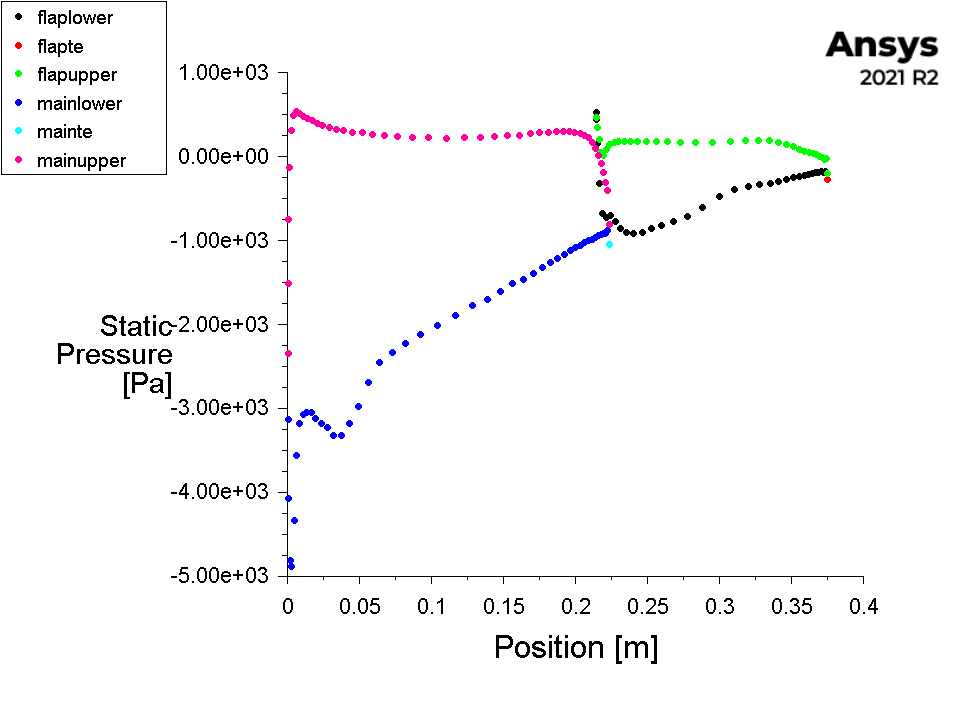 flaplower
flapte
flapupper
mainlower
mainte
mainupper
Ansys
2021 R2
1.00e+03
0.00e+00
-1.00e+03
-2.00e+03
-3.00e+03
-4.00e+03
-5.00e+03
Static
Pressure
[Pa]
0 0.05 0.1 0.15 0.2 0.25 0.3 0.35 0.4
Position [m]